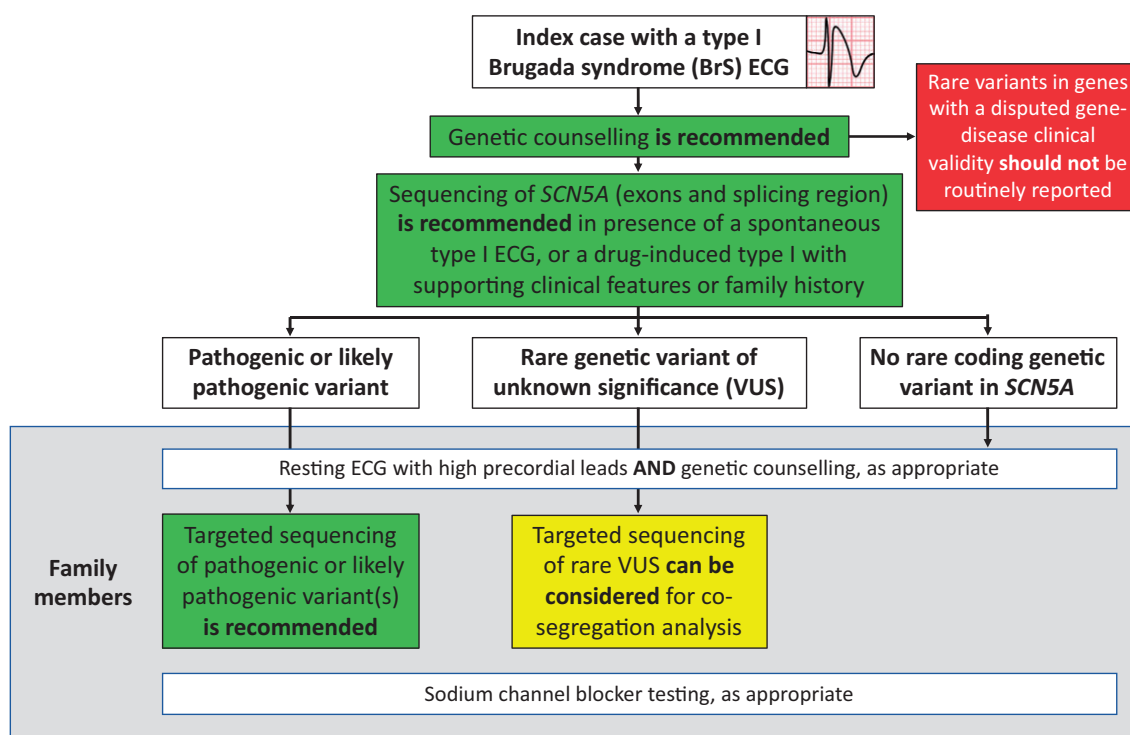 Index case with a type I
Brugada syndrome (BrS) ECG
Genetic counselling is recommended
Rare variants in genes
with a disputed gene-
disease clinical
validity should not be
routinely reported
Sequencing of SCN5A (exons and splicing region)
is recommended in presence of a spontaneous
type I ECG, or a drug-induced type I with
supporting clinical features or family history
Pathogenic or likely
pathogenic variant
Rare genetic variant of
unknown significance (VUS)
No rare coding genetic
variant in SCN5A
Resting ECG with high precordial leads AND genetic counselling, as appropriate
Family
members
Targeted sequencing
of pathogenic or likely
pathogenic variant(s)
is recommended
Targeted sequencing
of rare VUS can be
considered for co-
segregation analysis
Sodium channel blocker testing, as appropriate